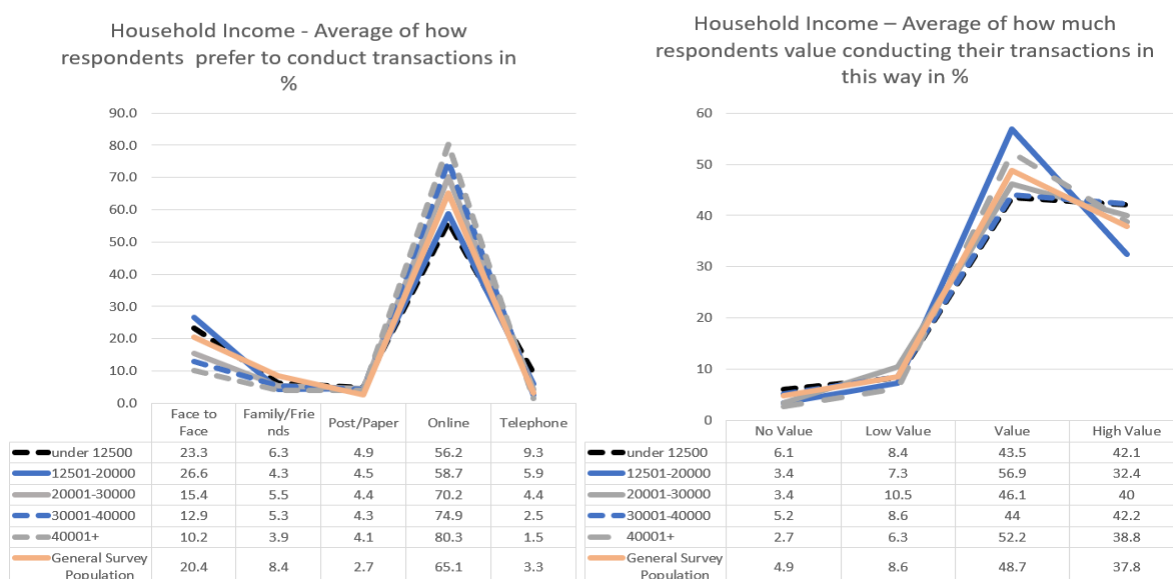 Household Income - Average of how
respondents  prefer to conduct transactions in
%
90.0
80.0
70.0
60.0
50.0
40.0
30.0
20.0
10.0
0.0
Face to Face Family/Friends Post/Paper Online Telephone
under 12500 23.3 6.3 4.9 56.2 9.3
12501-20000 26.6 4.3 4.5 58.7 5.9
20001-30000 15.4 5.5 4.4 70.2 4.4
30001-40000 12.9 5.3 4.3 74.9 2.5
40001+ 10.2 3.9 4.1 80.3 1.5
General Survey Population 20.4 8.4 2.7 65.1 3.3
Household Income – Average of how much
respondents value conducting their transactions in
this way in %
60
50
40
30
20
10
0
No Value Low Value Value High Value
under 12500 6.1 8.4 43.5 42.1
12501-20000 3.4 7.3 56.9 32.4
20001-30000 3.4 10.5 46.1 40
30001-40000 5.2 8.6 44 42.2
40001+ 2.7 6.3 52.2 38.8
General Survey Population 4.9 8.6 48.7 37.8